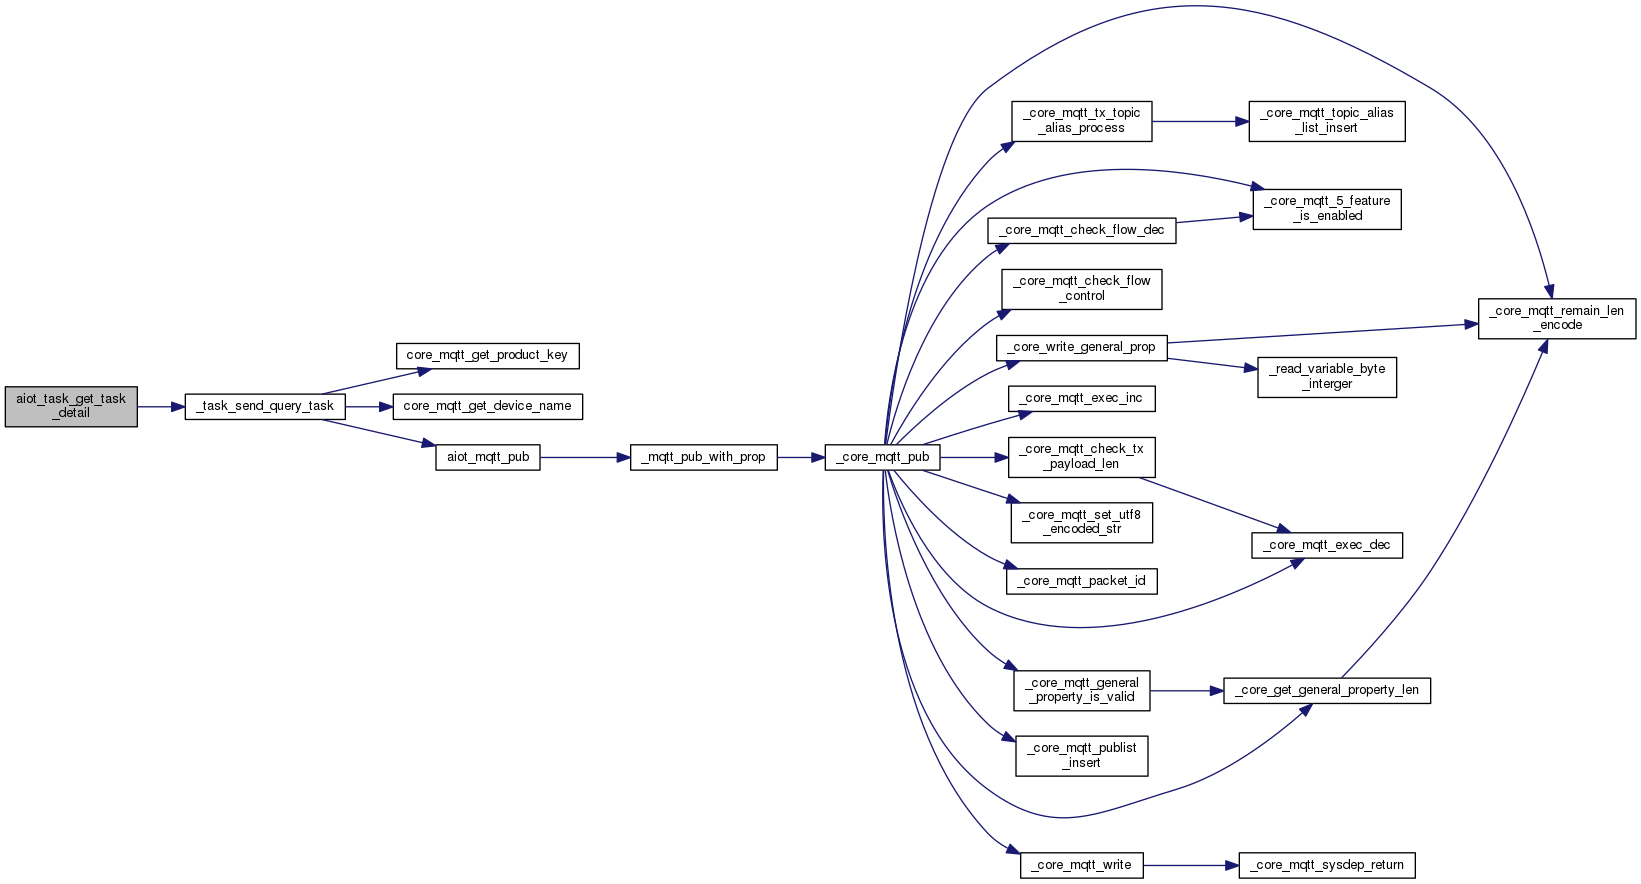 aiot_task_get_task
_detail
_task_send_query_task
core_mqtt_get_product_key
core_mqtt_get_device_name
aiot_mqtt_pub
_mqtt_pub_with_prop
_core_mqtt_pub
_core_mqtt_tx_topic
_alias_process
_core_mqtt_topic_alias
_list_insert
_core_mqtt_5_feature
_is_enabled
_core_mqtt_check_flow_dec
_core_mqtt_check_flow
_control
_core_write_general_prop
_core_mqtt_remain_len
_encode
_read_variable_byte
_interger
_core_mqtt_exec_inc
_core_mqtt_check_tx
_payload_len
_core_mqtt_set_utf8
_encoded_str
_core_mqtt_exec_dec
_core_mqtt_packet_id
_core_mqtt_general
_property_is_valid
_core_get_general_property_len
_core_mqtt_publist
_insert
_core_mqtt_write
_core_mqtt_sysdep_return